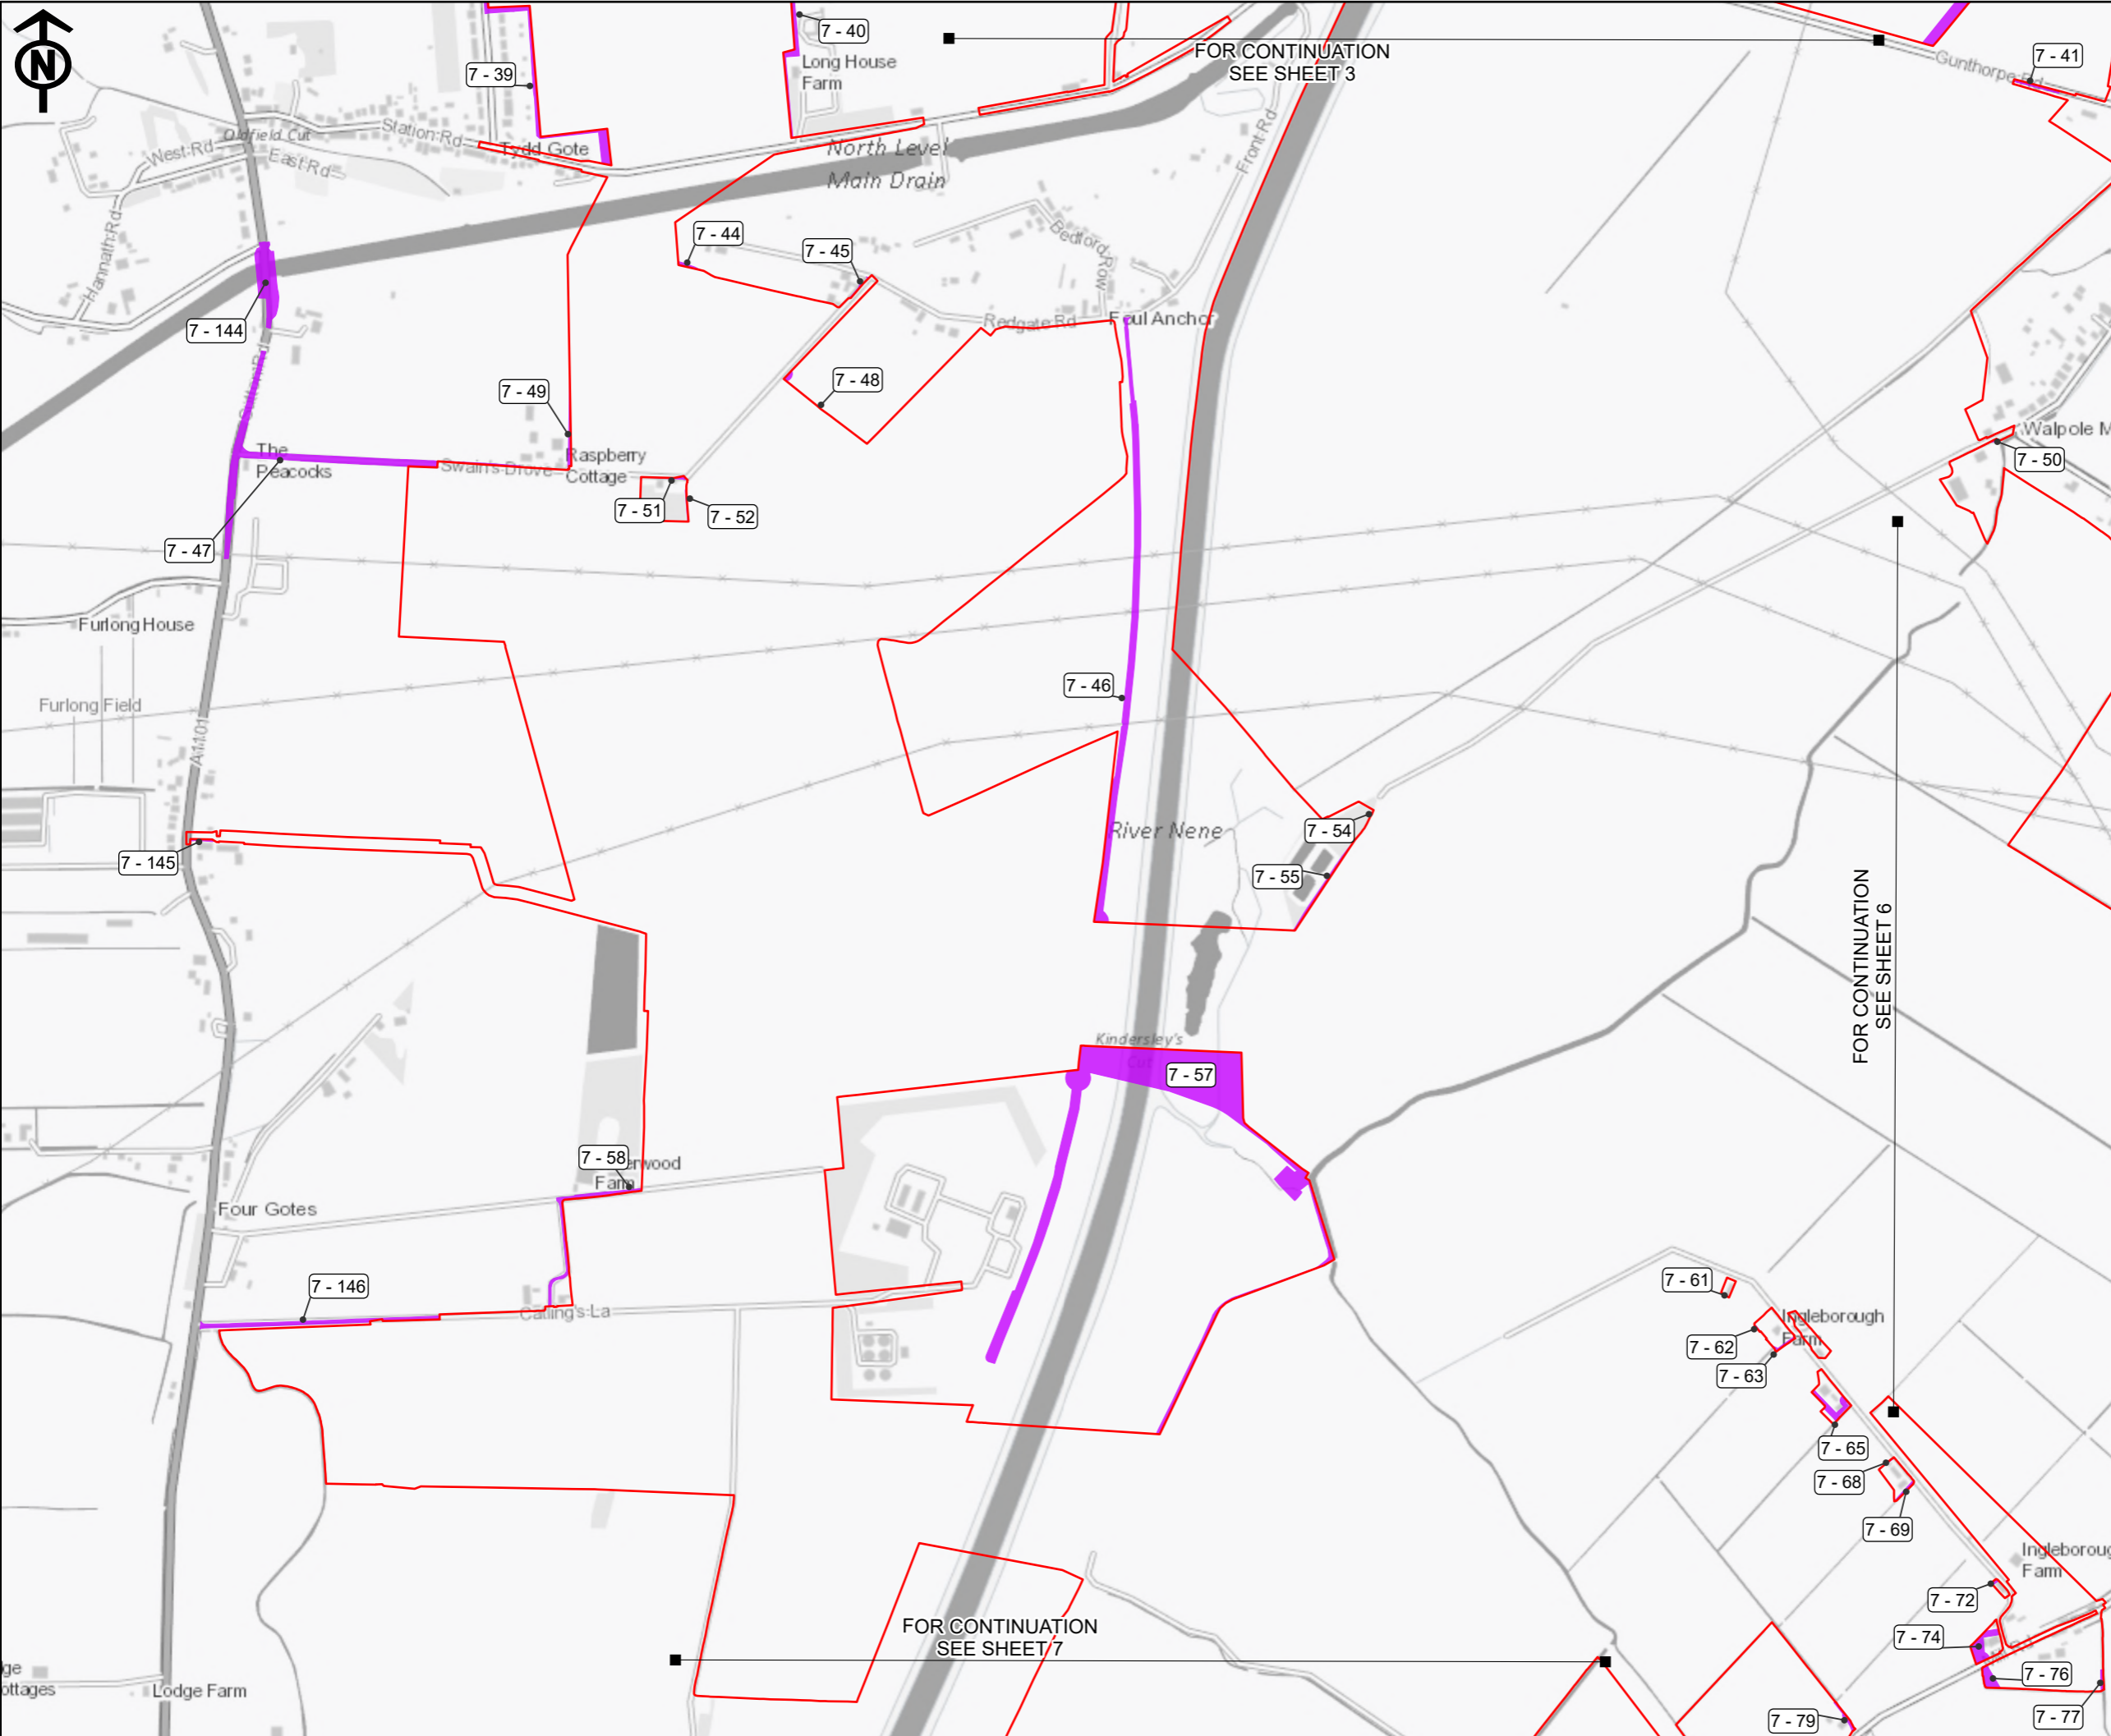 N
7 - 40
FOR CONTINUATION
SEE SHEET 3
7 - 41
Gunthorpe Rd
7 - 39
Long House
Farm
Oldfield Cut
Station Rd
West Rd
East Rd
Tydd Gote
North Level
Main Drain
Front Rd
Hannath Rd
7 - 44
7 - 45
Bedford Row
7 - 144
Redgate Rd
Foul Anchor
7 - 48
7 - 49
The
Peacocks
Swain's Drove
Raspberry
Cottage
7 - 51
7 - 52
Walpole M
7 - 50
7 - 47
Furlong House
7 - 46
Furlong Field
A1101
River Nene
7 - 54
7 - 145
7 - 55
FOR CONTINUATION
SEE SHEET 6
Kindersley's
Cut
7 - 57
7 - 58
erwood
Farm
Four Gotes
7 - 146
Catling's La
7 - 61
Ingleborough
Farm
7 - 62
7 - 63
7 - 65
7 - 68
7 - 69
Ingleboroug
Farm
7 - 72
FOR CONTINUATION
SEE SHEET 7
7 - 74
ge
ottages
Lodge Farm
7 - 76
7 - 77
7 - 79